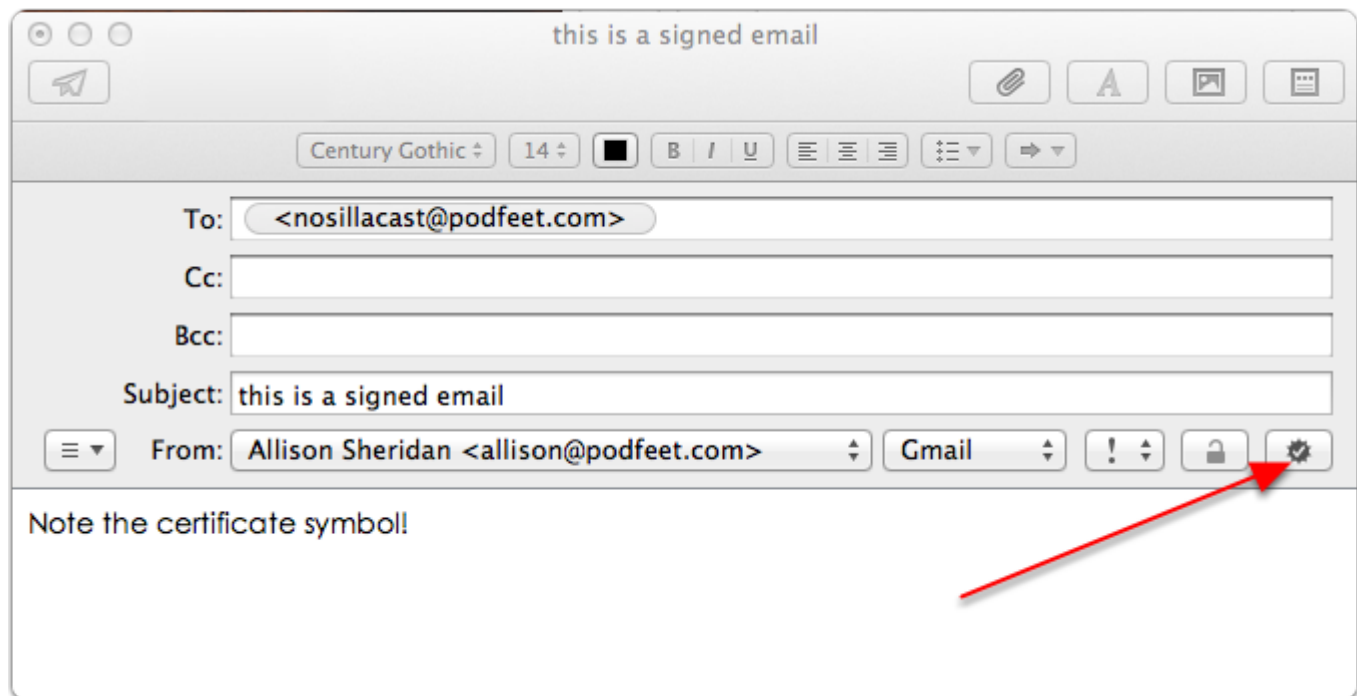 this is a signed email
A
Century Gothic 14 B I U
To: <nosillacast@podfeet.com>
Cc:
Bcc:
Subject: this is a signed email
From: Allison Sheridan <allison@podfeet.com> Gmail !
Note the certificate symbol!